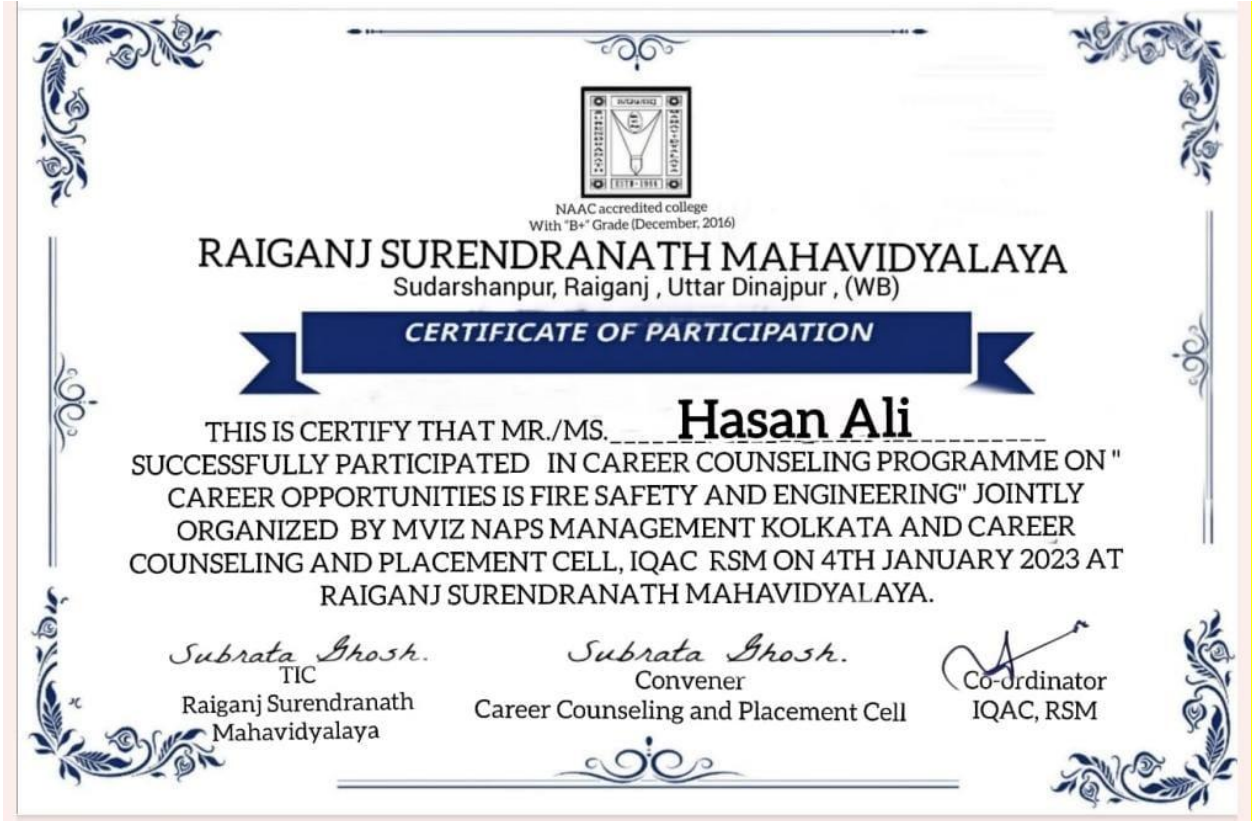 ESTD-1968
NAAC accredited college
With "B+" Grade (December, 2016)
RAIGANJ SURENDRANATH MAHAVIDYALAYA
Sudarshanpur, Raiganj , Uttar Dinajpur , (WB)
CERTIFICATE OF PARTICIPATION
THIS IS CERTIFY THAT MR./MS. Hasan Ali
SUCCESSFULLY PARTICIPATED IN CAREER COUNSELING PROGRAMME ON "
CAREER OPPORTUNITIES IS FIRE SAFETY AND ENGINEERING" JOINTLY
ORGANIZED BY MVIZ NAPS MANAGEMENT KOLKATA AND CAREER
COUNSELING AND PLACEMENT CELL, IQAC RSM ON 4TH JANUARY 2023 AT
RAIGANJ SURENDRANATH MAHAVIDYALAYA.
Subrata Ghosh.
TIC
Raiganj Surendranath
Mahavidyalaya
Subrata Ghosh.
Convener
Career Counseling and Placement Cell
Co-ordinator
IQAC, RSM